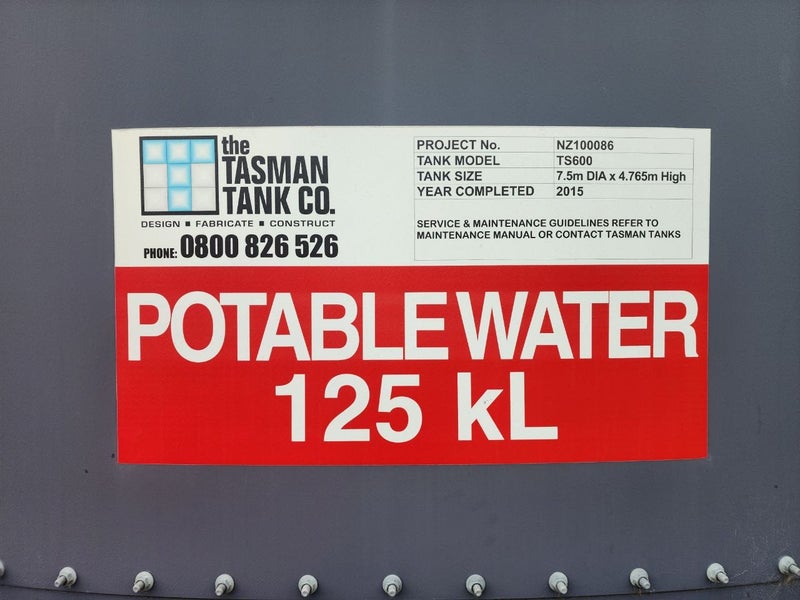 the
TASMAN
TANK CO.
DESIGN ■ FABRICATE ■ CONSTRUCT
PHONE: 0800 826 526
PROJECT No. NZ100086
TANK MODEL TS600
TANK SIZE 7.5m DIA x 4.765m High
YEAR COMPLETED 2015
SERVICE & MAINTENANCE GUIDELINES REFER TO
MAINTENANCE MANUAL OR CONTACT TASMAN TANKS
POTABLE WATER
125 kL